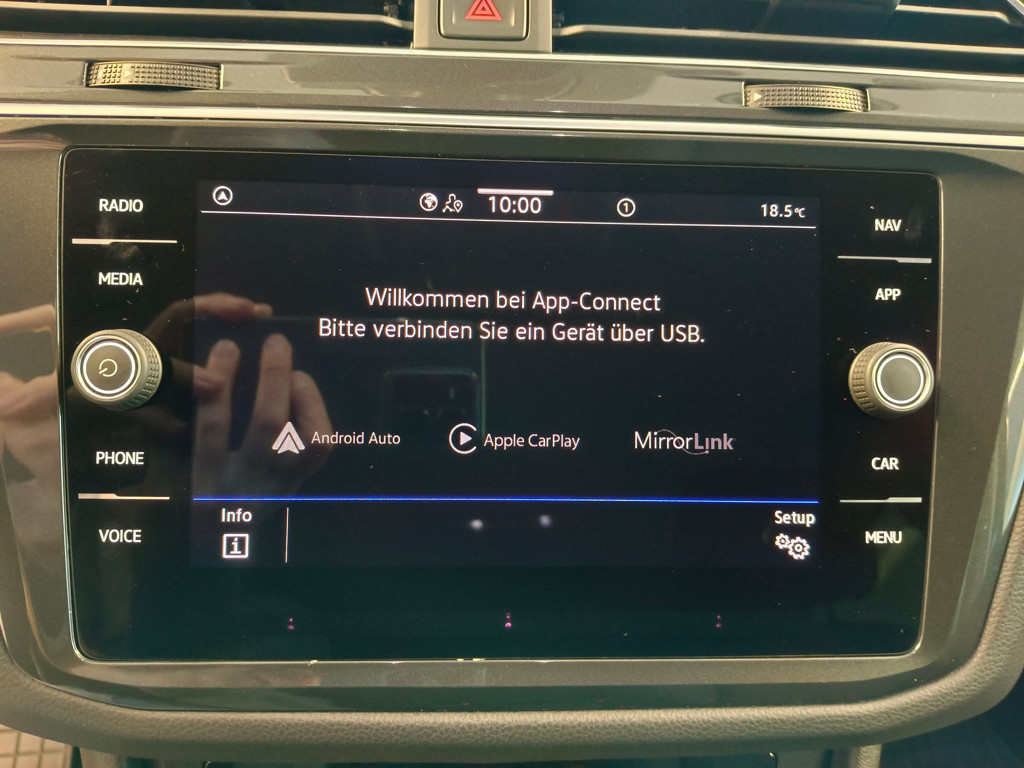 10:00
1
18.5°C
RADIO
MEDIA
PHONE
VOICE
Willkommen bei App-Connect
Bitte verbinden Sie ein Gerät über USB.
Android Auto
Apple CarPlay
MirrorLink
Info
i
Setup
NAV
APP
CAR
MENU